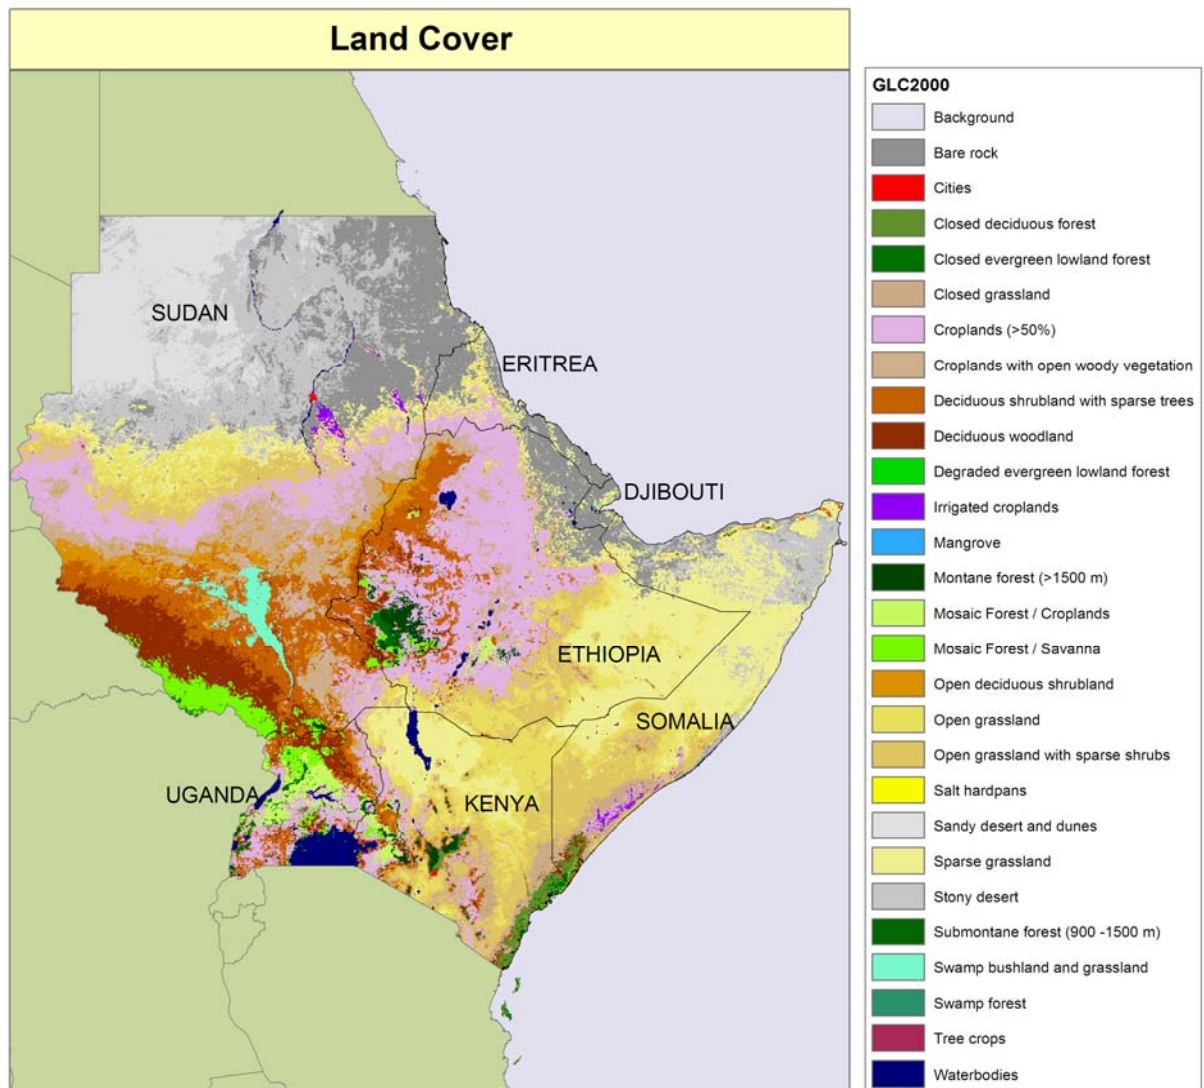 Land Cover
SUDAN
ERITREA
DJIBOUTI
ETHIOPIA
SOMALIA
UGANDA
KENYA
GLC2000
Background
Bare rock
Cities
Closed deciduous forest
Closed evergreen lowland forest
Closed grassland
Croplands (>50%)
Croplands with open woody vegetation
Deciduous shrubland with sparse trees
Deciduous woodland
Degraded evergreen lowland forest
Irrigated croplands
Mangrove
Montane forest (>1500 m)
Mosaic Forest / Croplands
Mosaic Forest / Savanna
Open deciduous shrubland
Open grassland
Open grassland with sparse shrubs
Salt hardpans
Sandy desert and dunes
Sparse grassland
Stony desert
Submontane forest (900 -1500 m)
Swamp bushland and grassland
Swamp forest
Tree crops
Waterbodies